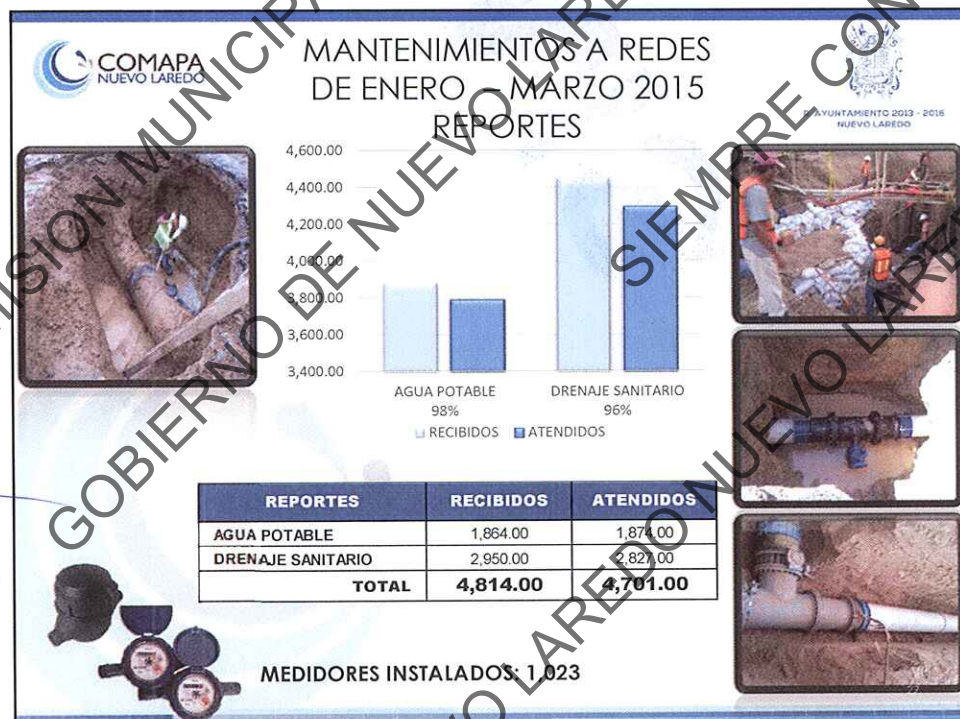 COMAPA
NUEVO LAREDO
MANTENIMIENTOS A REDES
DE ENERO – MARZO 2015
REPORTES
AYUNTAMIENTO 2013 - 2016
NUEVO LAREDO
4,600.00
4,400.00
4,200.00
4,000.00
3,800.00
3,600.00
3,400.00
AGUA POTABLE
98%
DRENAJE SANITARIO
96%
RECIBIDOS ATENDIDOS
REPORTES RECIBIDOS ATENDIDOS
AGUA POTABLE 1,864.00 1,874.00
DRENAJE SANITARIO 2,950.00 2,827.00
TOTAL 4,814.00 4,701.00
MEDIDORES INSTALADOS: 1,023
GOBIERNO DE NUEVO LAREDO
SIEMPRE CON
NUEVO LAREDO